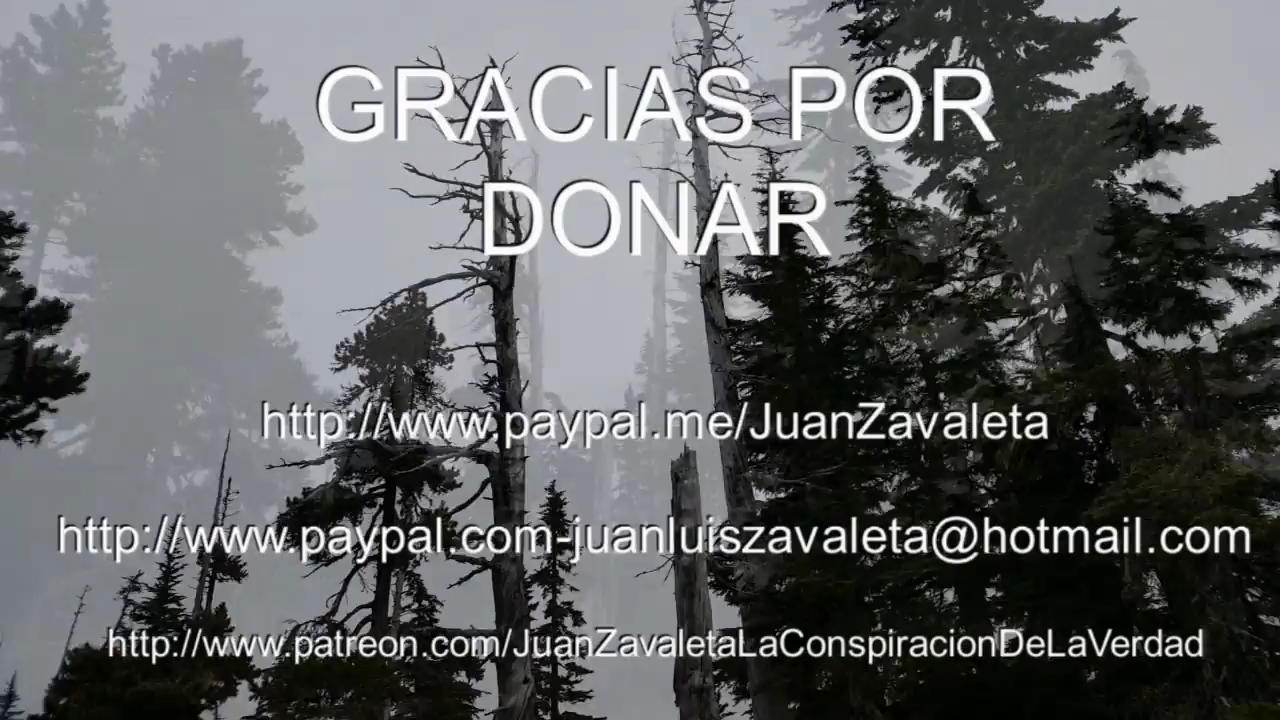 GRACIAS POR
DONAR
http://www.paypal.me/JuanZavaleta
http://www.paypal.com-juanluiszavaleta@hotmail.com
http://www.patreon.com/JuanZavaletaLaConspiracionDeLaVerdad